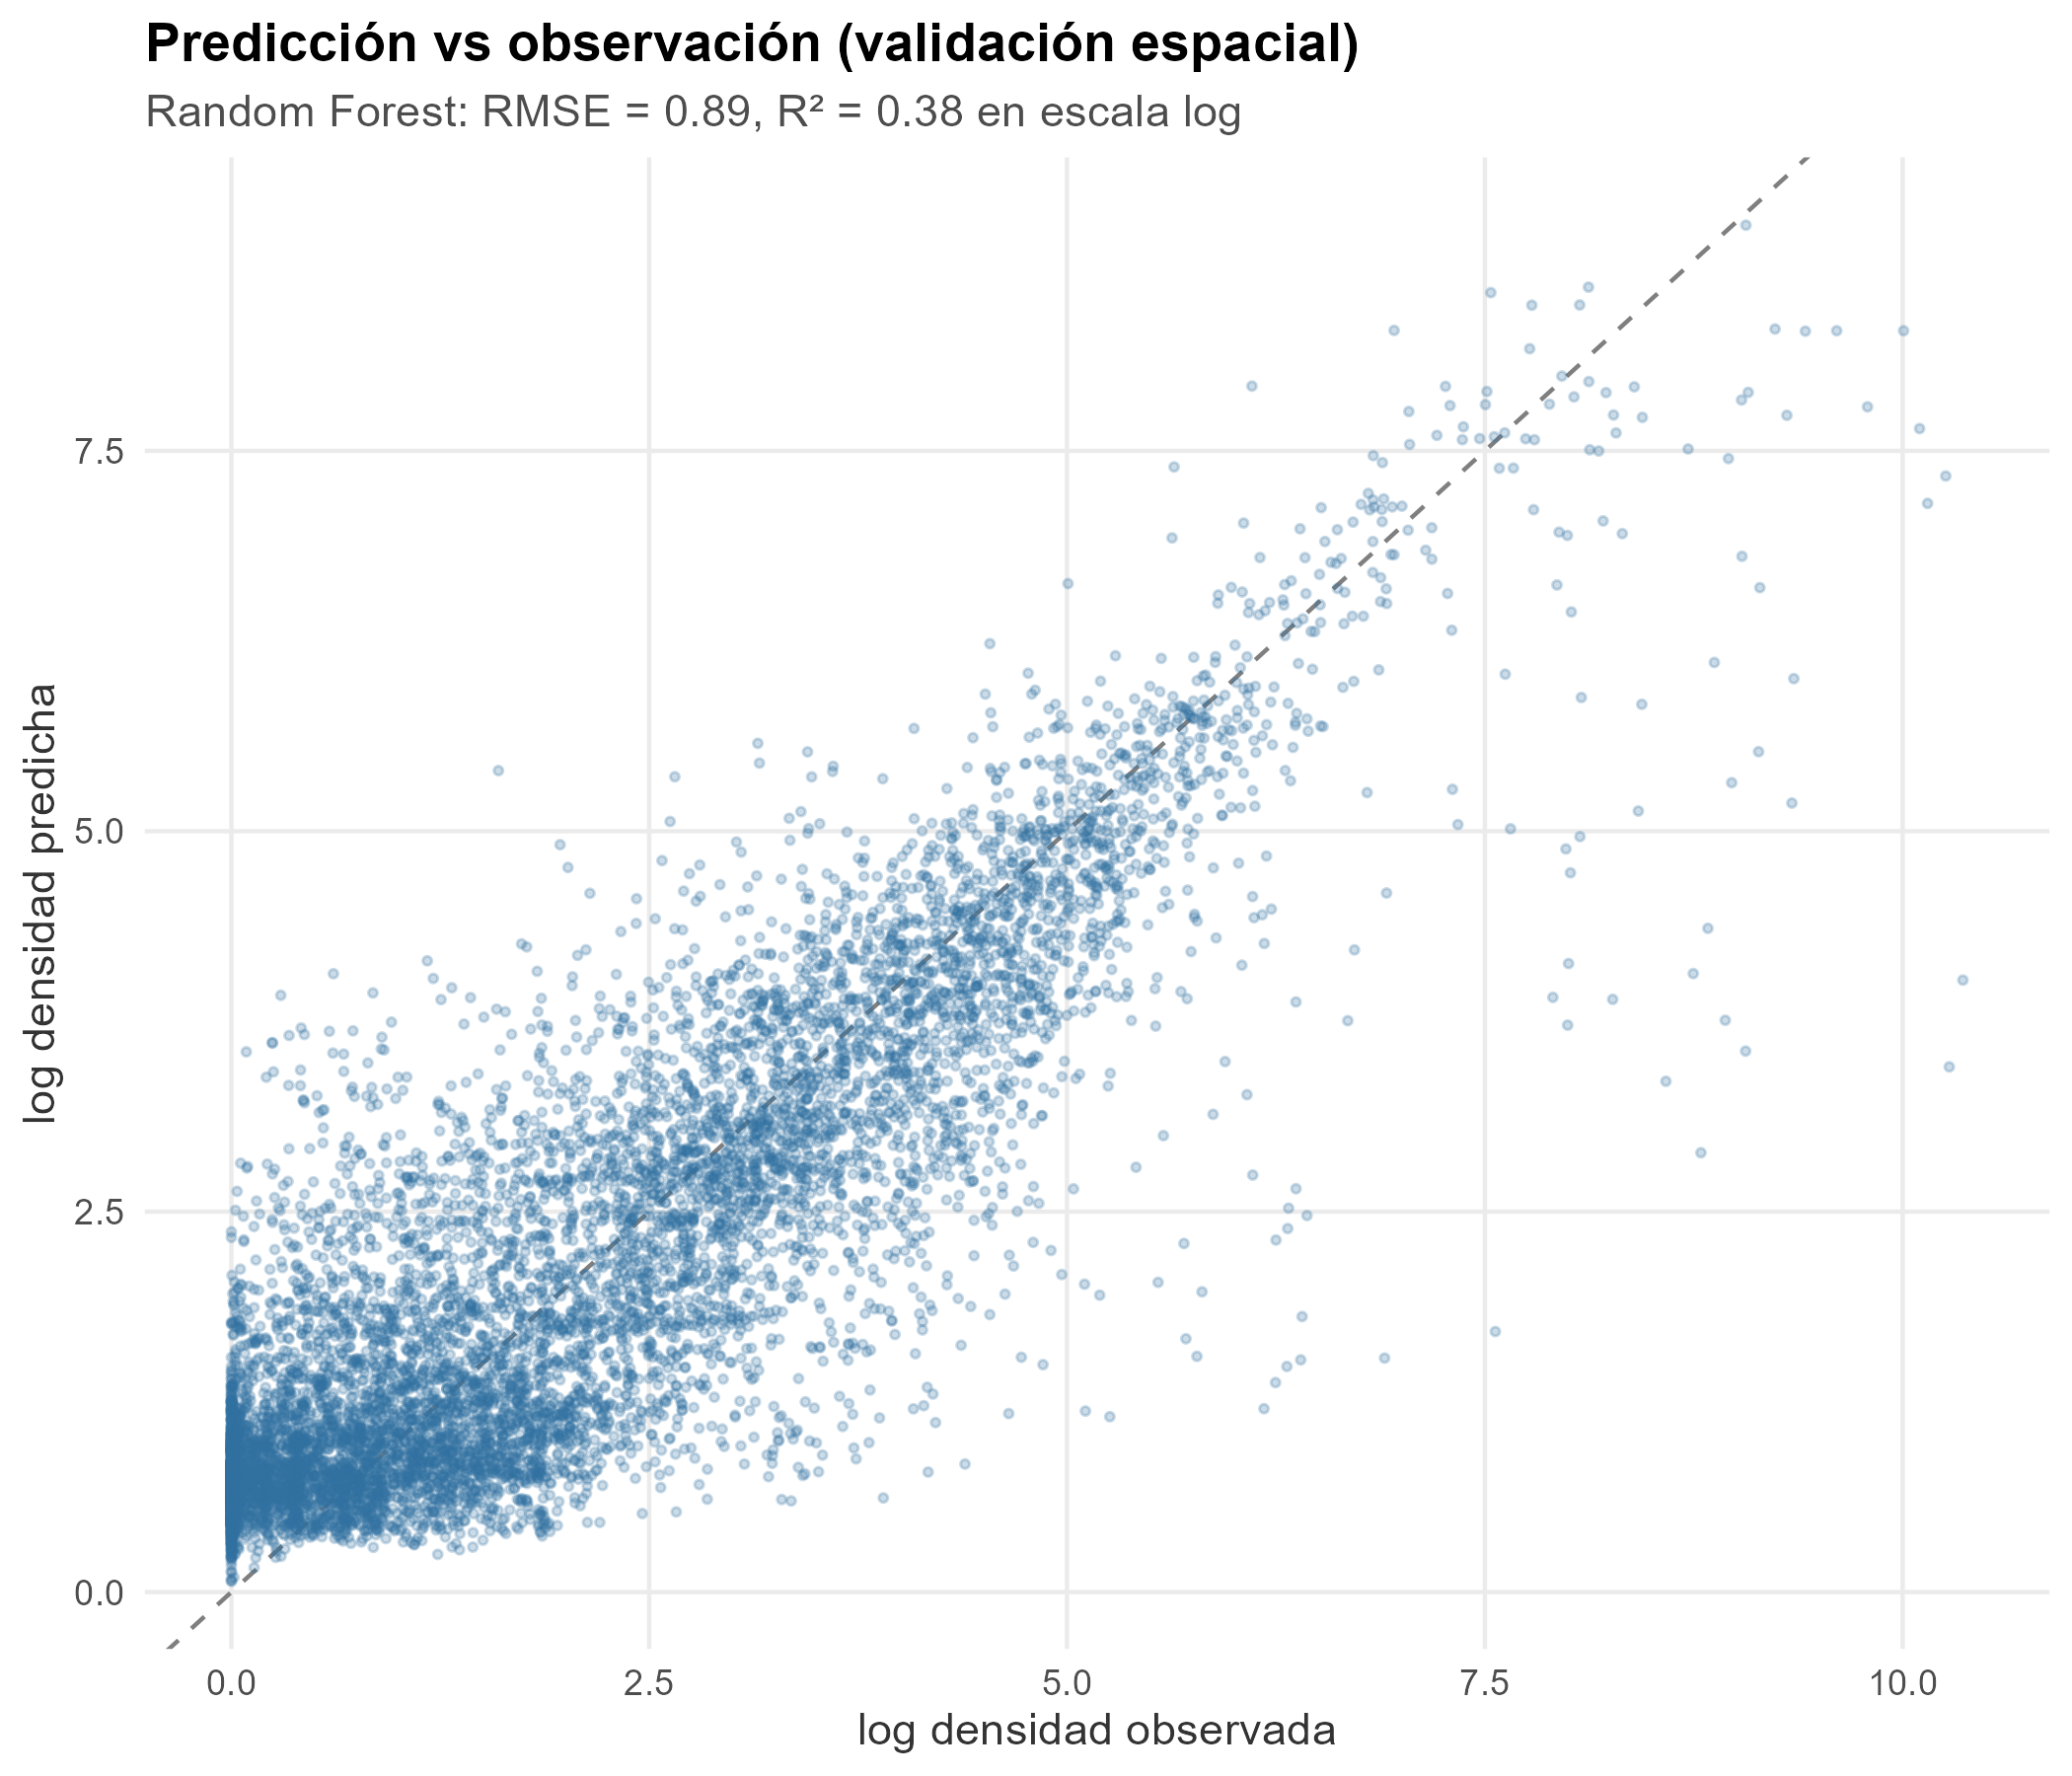 Predicción vs observación (validación espacial)
Random Forest: RMSE = 0.89, R² = 0.38 en escala log
log densidad predicha
7.5
5.0
2.5
0.0
0.0 2.5 5.0 7.5 10.0
log densidad observada